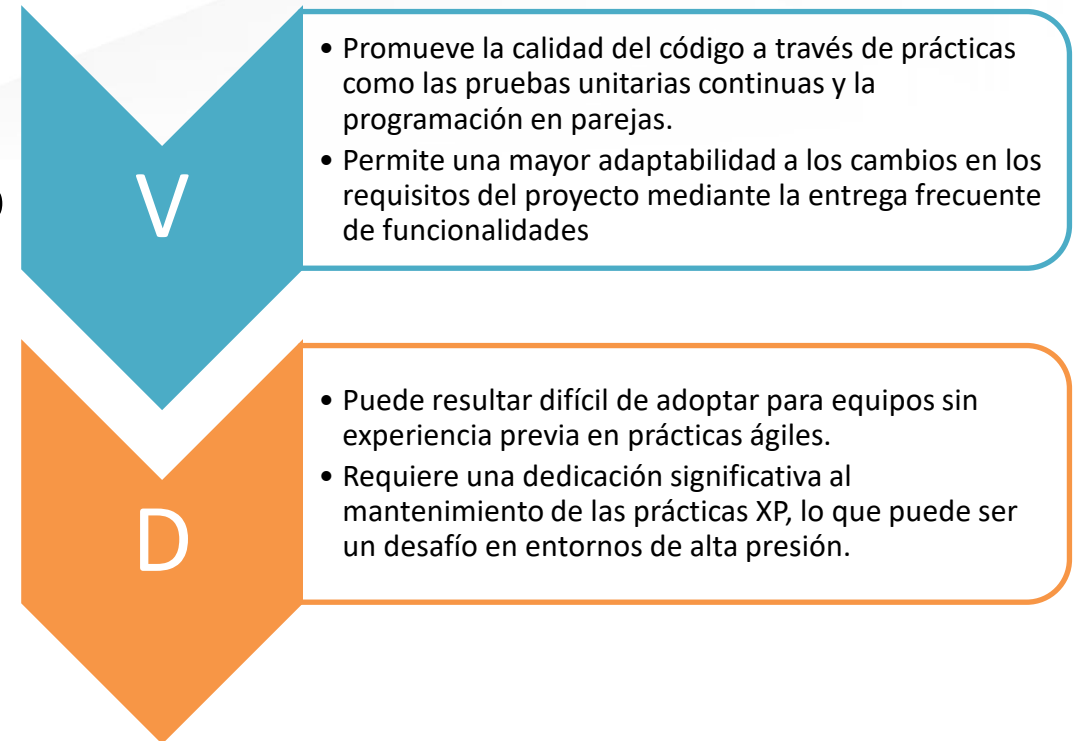 V
• Promueve la calidad del código a través de prácticas
como las pruebas unitarias continuas y la
programación en parejas.
• Permite una mayor adaptabilidad a los cambios en los
requisitos del proyecto mediante la entrega frecuente
de funcionalidades
D
• Puede resultar difícil de adoptar para equipos sin
experiencia previa en prácticas ágiles.
• Requiere una dedicación significativa al
mantenimiento de las prácticas XP, lo que puede ser
un desafío en entornos de alta presión.